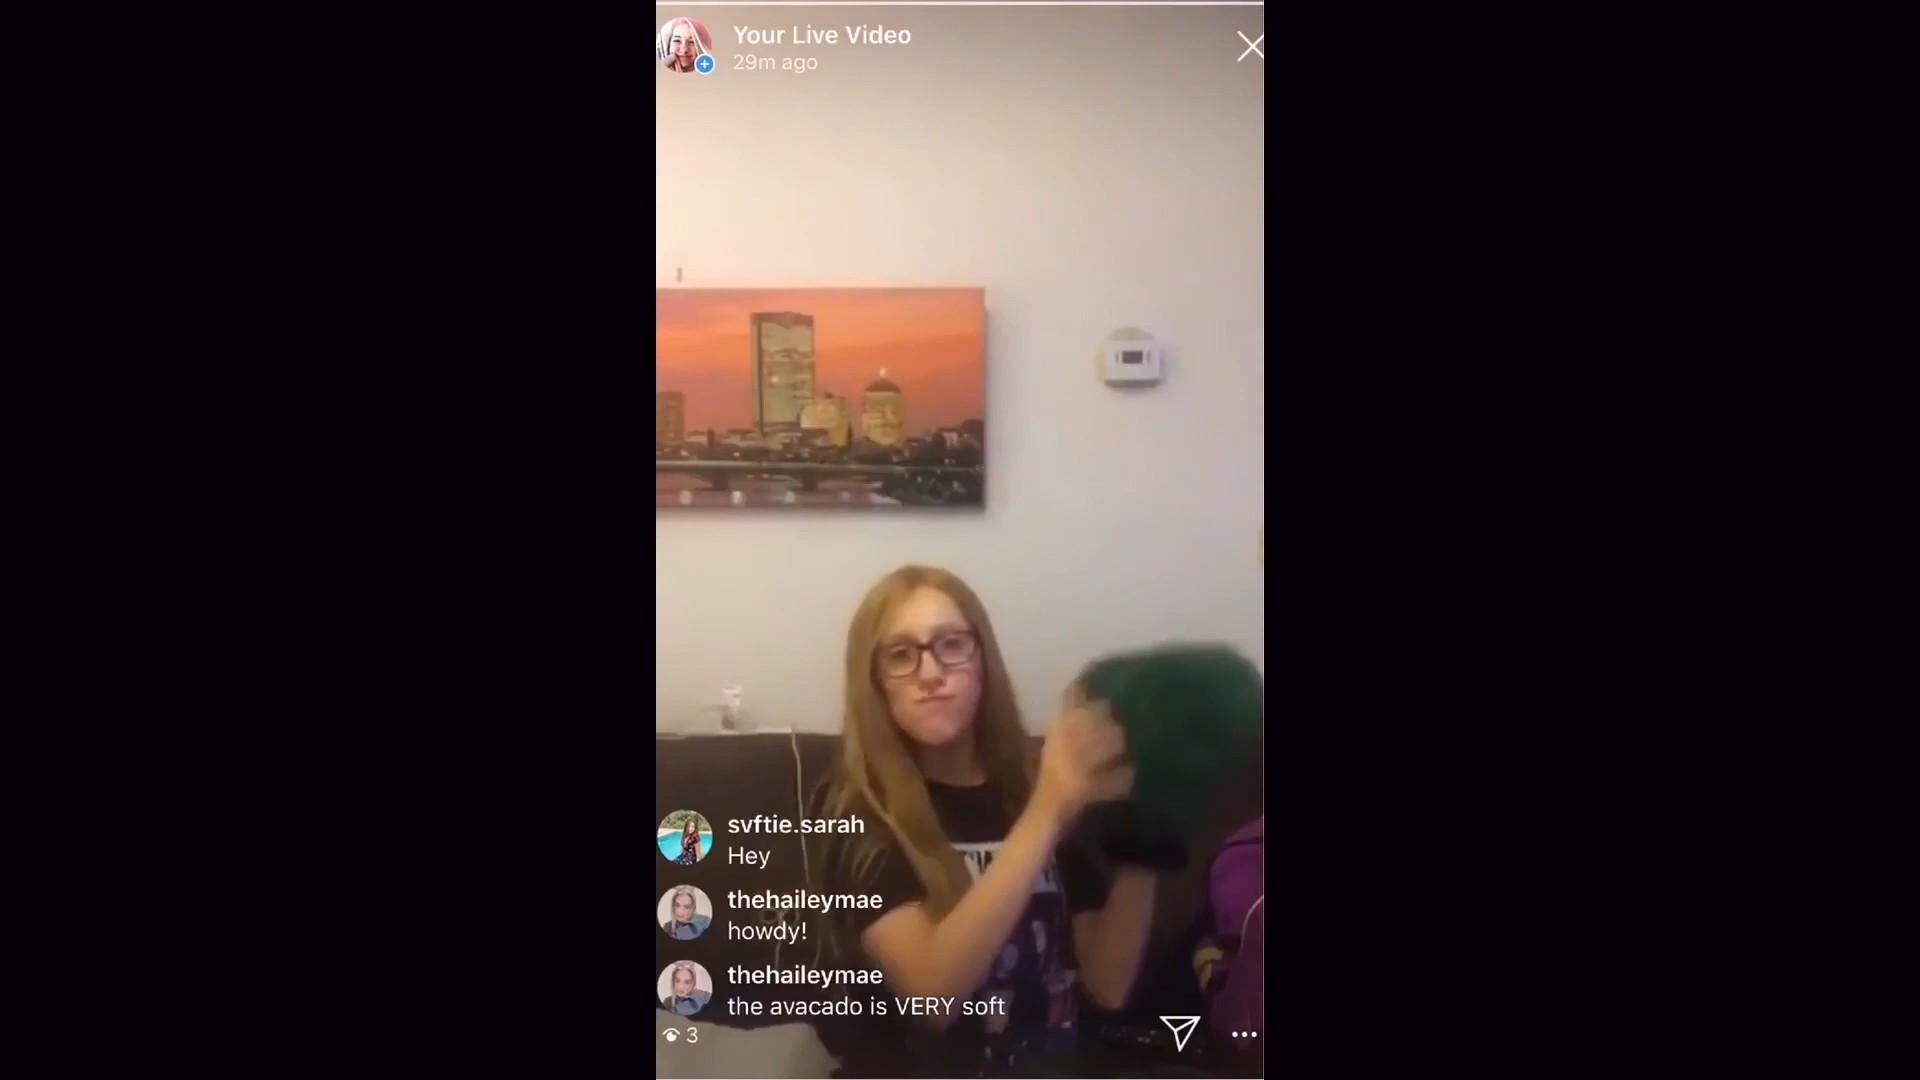 Your Live Video
29m ago
svftie.sarah
Hey
thehaileymae
howdy!
thehaileymae
the avacado is VERY soft
3